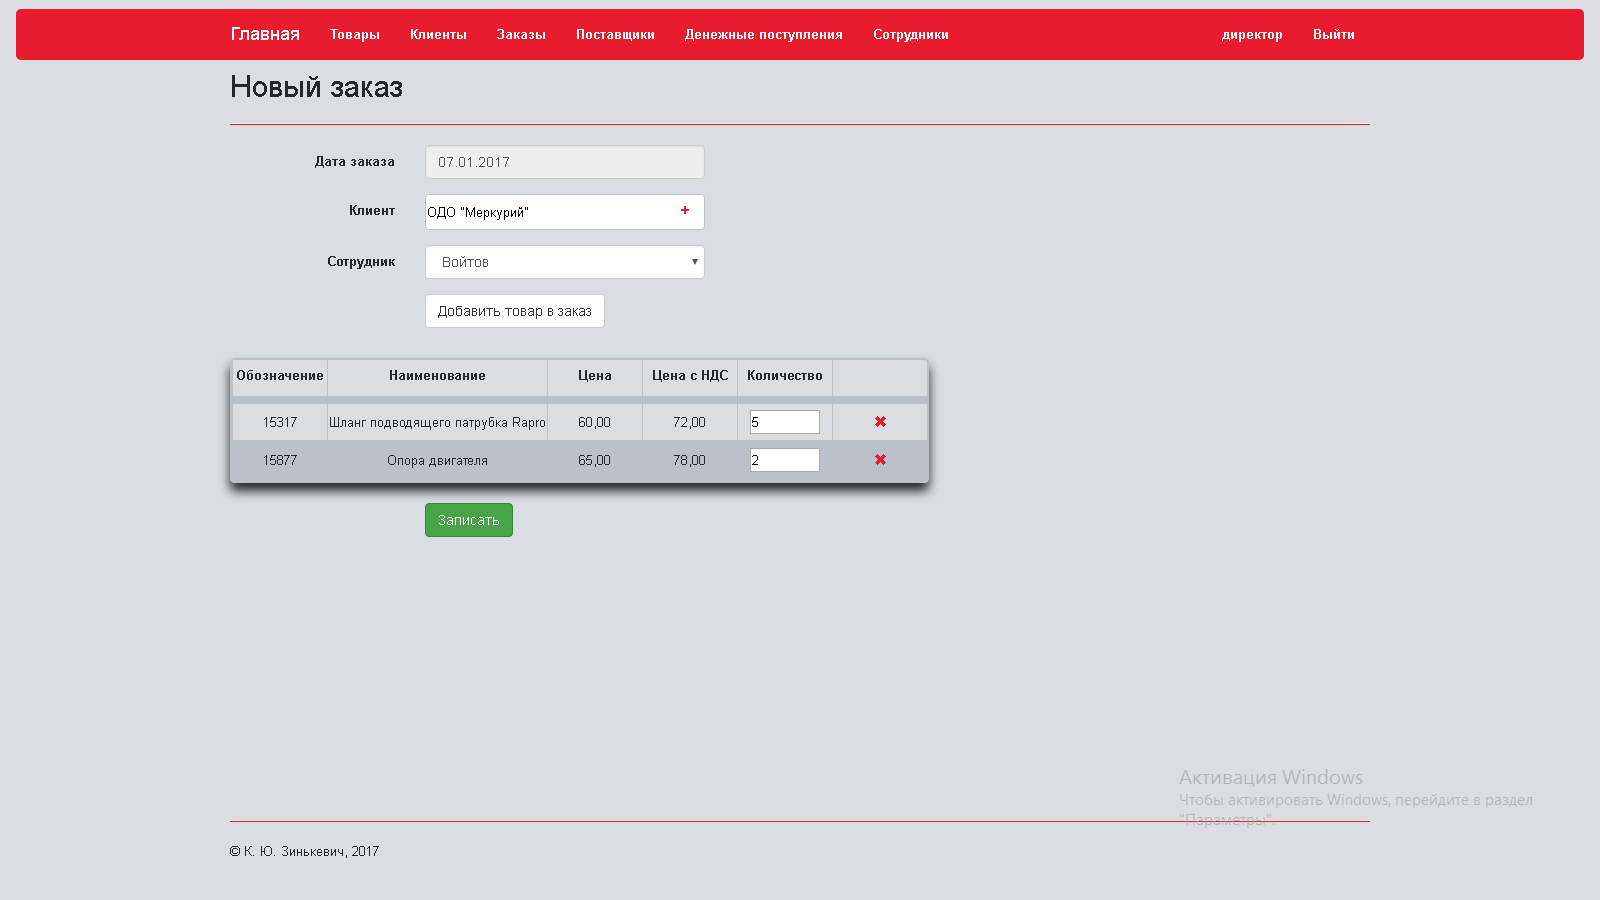 Главная Товары Клиенты Заказы Поставщики Денежные поступления Сотрудники директор Выйти
Новый заказ
Дата заказа 07.01.2017
Клиент ОДО "Меркурий" +
Сотрудник Войтов
Добавить товар в заказ
Обозначение Наименование Цена Цена с НДС Количество
15317 Шланг подводящего патрубка Rapro 60,00 72,00 5
15877 Опора двигателя 65,00 78,00 2
Записать
Активация Windows
Чтобы активировать Windows, перейдите в раздел
"Параметры".
© К. Ю. Зинькевич, 2017